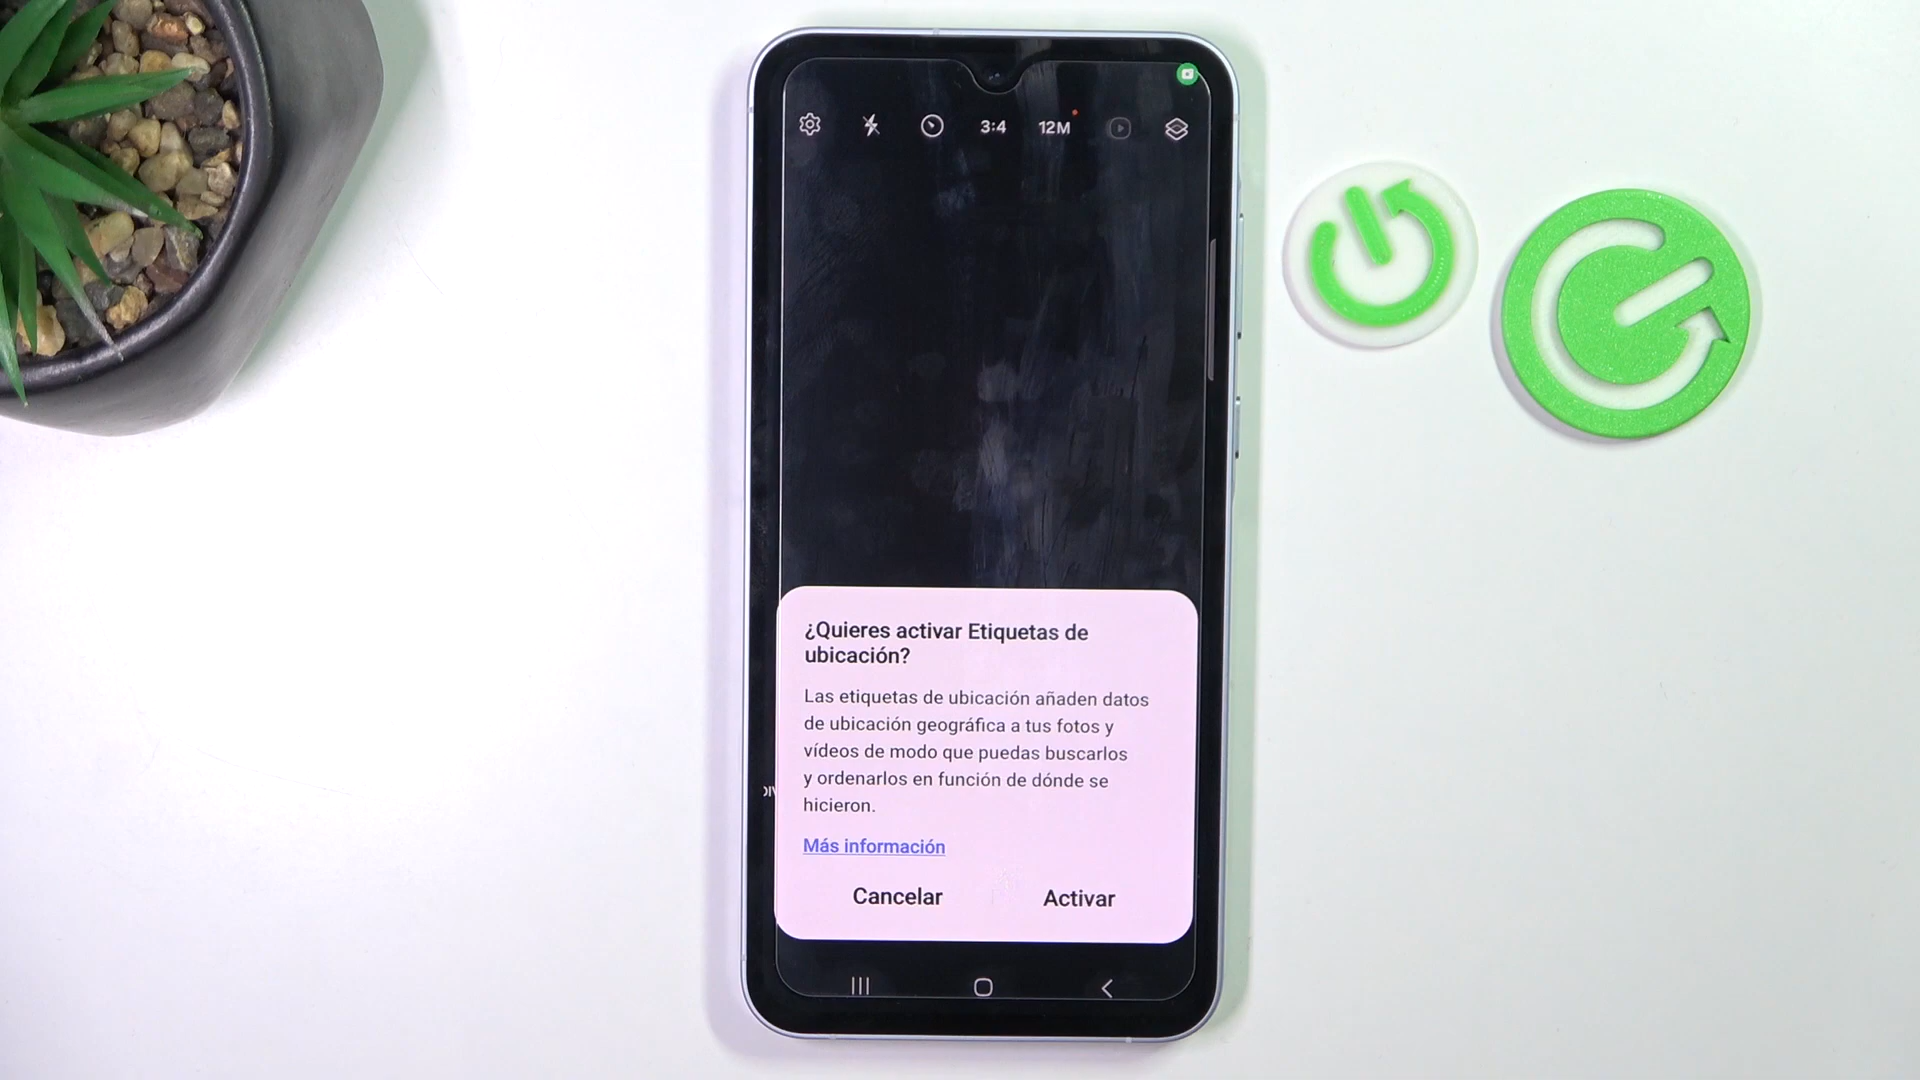 3:4 12M
¿Quieres activar Etiquetas de
ubicación?
Las etiquetas de ubicación añaden datos
de ubicación geográfica a tus fotos y
vídeos de modo que puedas buscarlos
y ordenarlos en función de dónde se
hicieron.
Más información
Cancelar Activar